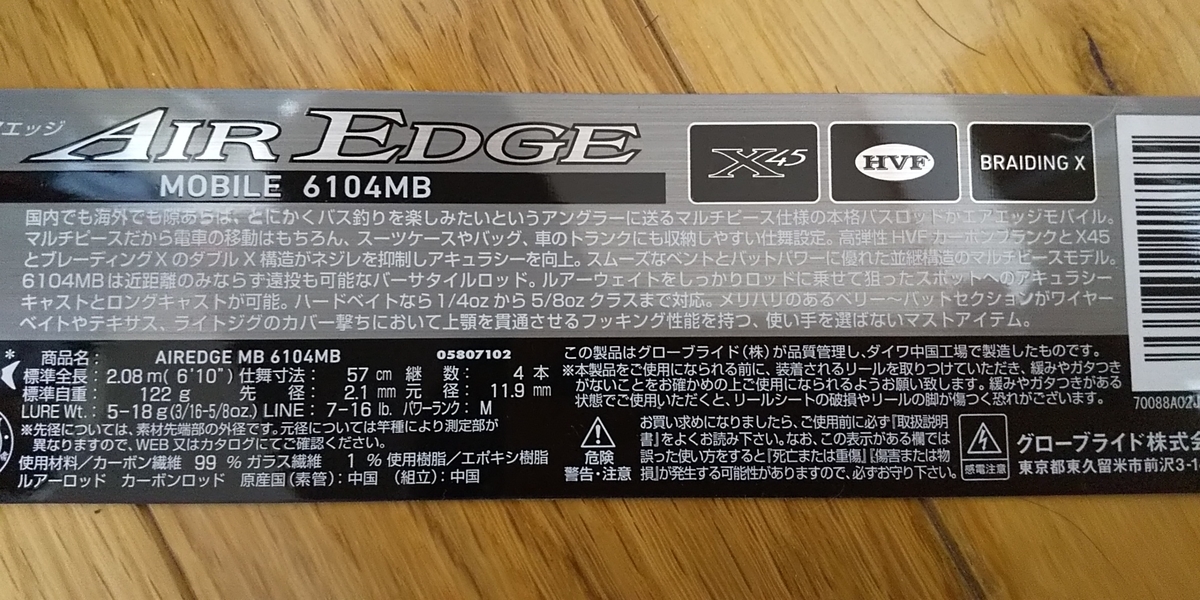 エッジ
AIR EDGE
X45
HVF
BRAIDING X
MOBILE 6104MB
国内でも海外でも隙あらば、とにかくバス釣りを楽しみたいというアングラーに送るマルチピース仕様の本格バスロッドがエアエッジモバイル。
マルチピースだから電車の移動はもちろん、スーツケースやバッグ、車のトランクにも収納しやすい仕舞設定。高弾性HVFカーボンブランクとX45
とブレーディングXのダブルX構造がネジレを抑制しアキュラシーを向上。スムーズなベントとバットパワーに優れた並継構造のマルチピースモデル。
6104MBは近距離のみならず遠投も可能なバーサタイルロッド。ルアーウェイトをしっかりロッドに乗せて狙ったスポットへのアキュラシー
キャストとロングキャストが可能。ハードベイトなら1/4ozから5/8ozクラスまで対応。メリハリのあるベリー〜バットセクションがワイヤー
ベイトやテキサス、ライトジグのカバー撃ちにおいて上顎を貫通させるフッキング性能を持つ、使い手を選ばないマストアイテム。
* 商品名: AIREDGE MB 6104MB 05807102
標準全長: 2.08m(6'10") 仕舞寸法: 57cm 継数: 4本
標準自重: 122g 先径: 2.1mm 元径: 11.9mm
LURE Wt.: 5-18g(3/16-5/8oz.) LINE: 7-16 lb. パワーランク: M
※先径については、素材先端部の外径です。元径については竿種により測定部が
異なりますので、WEB又はカタログにてご確認ください。
使用材料/カーボン繊維 99 % ガラス繊維 1 % 使用樹脂/エポキシ樹脂
ルアーロッド カーボンロッド 原産国(素管):中国 (組立):中国
この製品はグローブライド(株)が品質管理し、ダイワ中国工場で製造したものです。
※本製品をご使用になられる前に、装着されるリールを取りつけていただき、緩みやガタつき
がないことをお確かめの上ご使用になられるようお願い致します。緩みやガタつきがある
状態でご使用いただくと、リールシートの破損やリールの脚が傷つく恐れがございます。
危険
警告・注意
お買い求めになりましたら、ご使用前に必ず『取扱説明
書』をよくお読み下さい。なお、この表示がある欄では
誤った使い方をすると『死亡または重傷』『傷害または物
損』が発生する可能性がありますので、必ずお守り下さい。
感電注意
70088A02J
グローブライド株式
東京都東久留米市前沢3-1